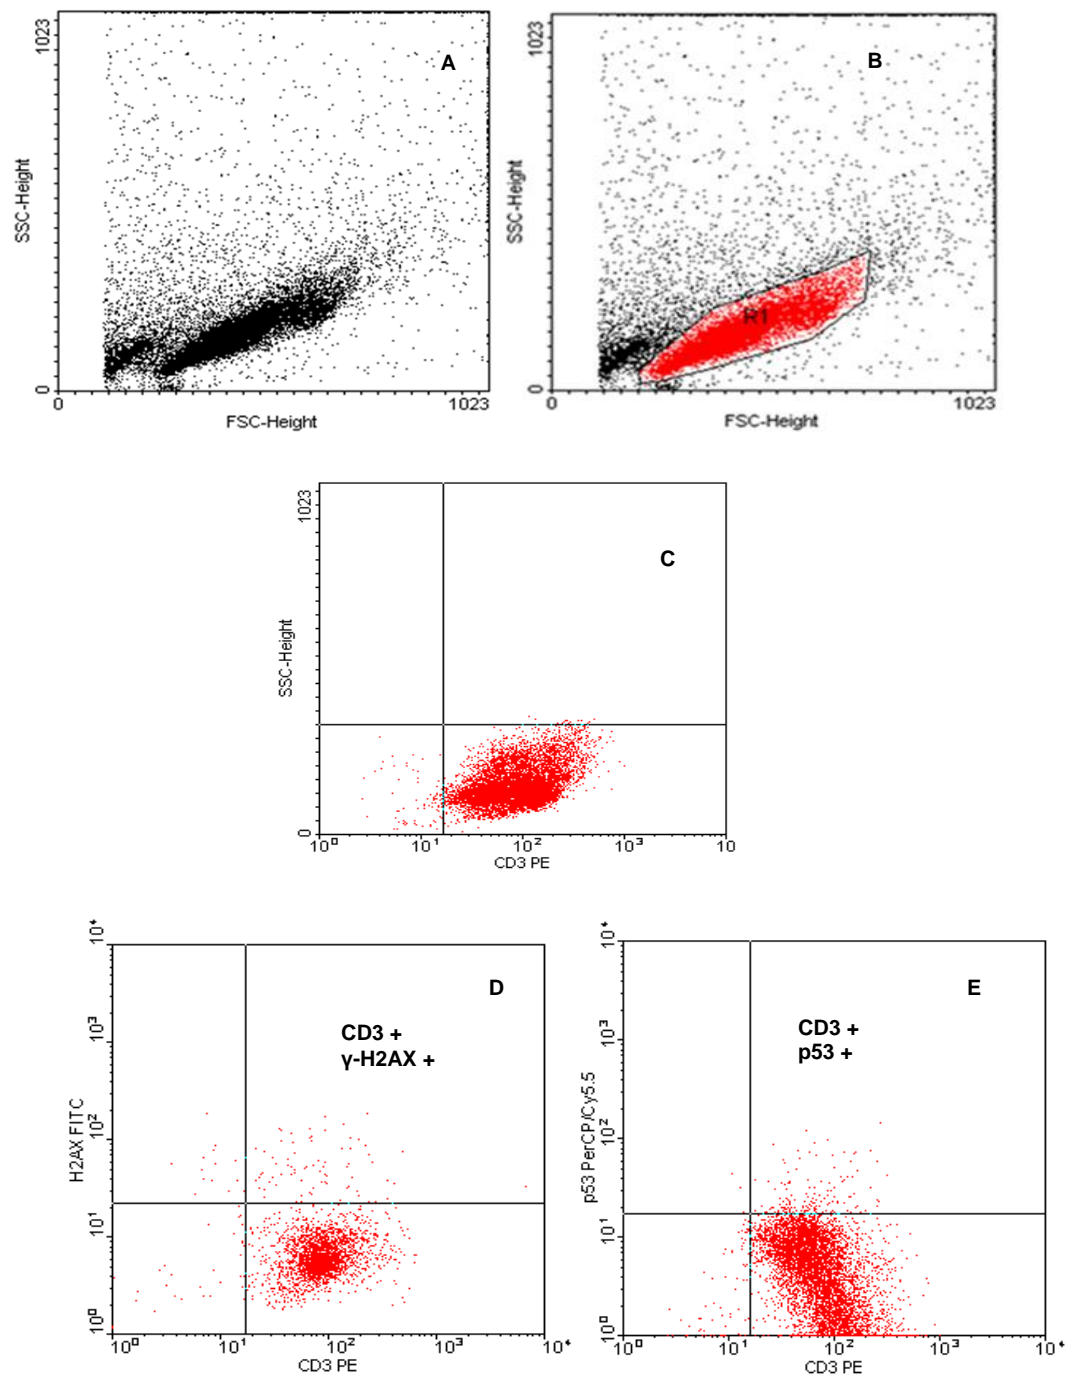 1023
A
SSC-Height
0
0
1023
FSC-Height
1023
B
SSC-Height
R1
0
0
1023
FSC-Height
1023
C
SSC-Height
0
10⁰
10¹
10²
10³
10
CD3 PE
10⁴
D
CD3 +
γ-H2AX +
10³
H2AX FITC
10²
10¹
10⁰
10⁰
10¹
10²
10³
10⁴
CD3 PE
10⁴
E
CD3 +
p53 +
10³
p53 PerCP/Cy5.5
10²
10¹
10⁰
10⁰
10¹
10²
10³
10⁴
CD3 PE